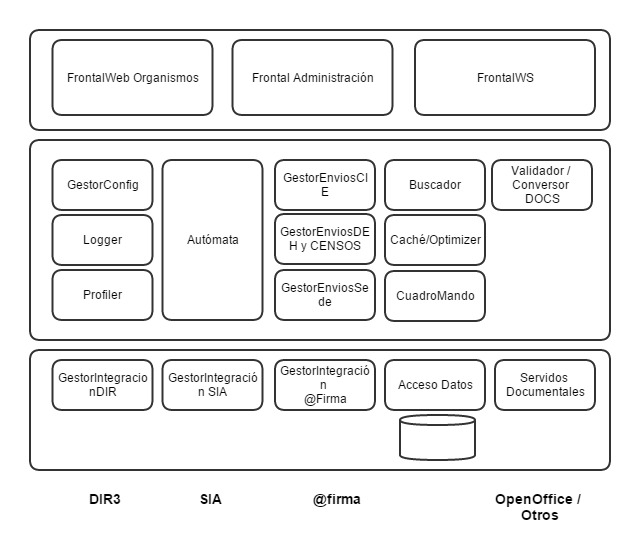 FrontalWeb Organismos
Frontal Administración
FrontalWS
GestorConfig
Logger
Profiler
Autómata
GestorEnviosCI
E
GestorEnviosDE
H y CENSOS
GestorEnviosSe
de
Buscador
Caché/Optimizer
CuadroMando
Validador /
Conversor
DOCS
GestorIntegracio
nDIR
GestorIntegració
n SIA
GestorIntegració
n
@Firma
Acceso Datos
Servidos
Documentales
DIR3
SIA
@firma
OpenOffice /
Otros